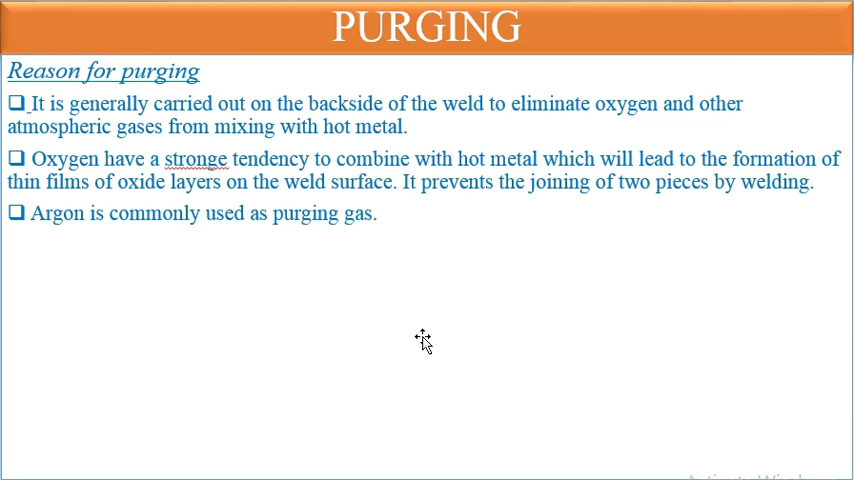 PURGING
Reason for purging
❑ It is generally carried out on the backside of the weld to eliminate oxygen and other
atmospheric gases from mixing with hot metal.
❑ Oxygen have a stronge tendency to combine with hot metal which will lead to the formation of
thin films of oxide layers on the weld surface. It prevents the joining of two pieces by welding.
❑ Argon is commonly used as purging gas.